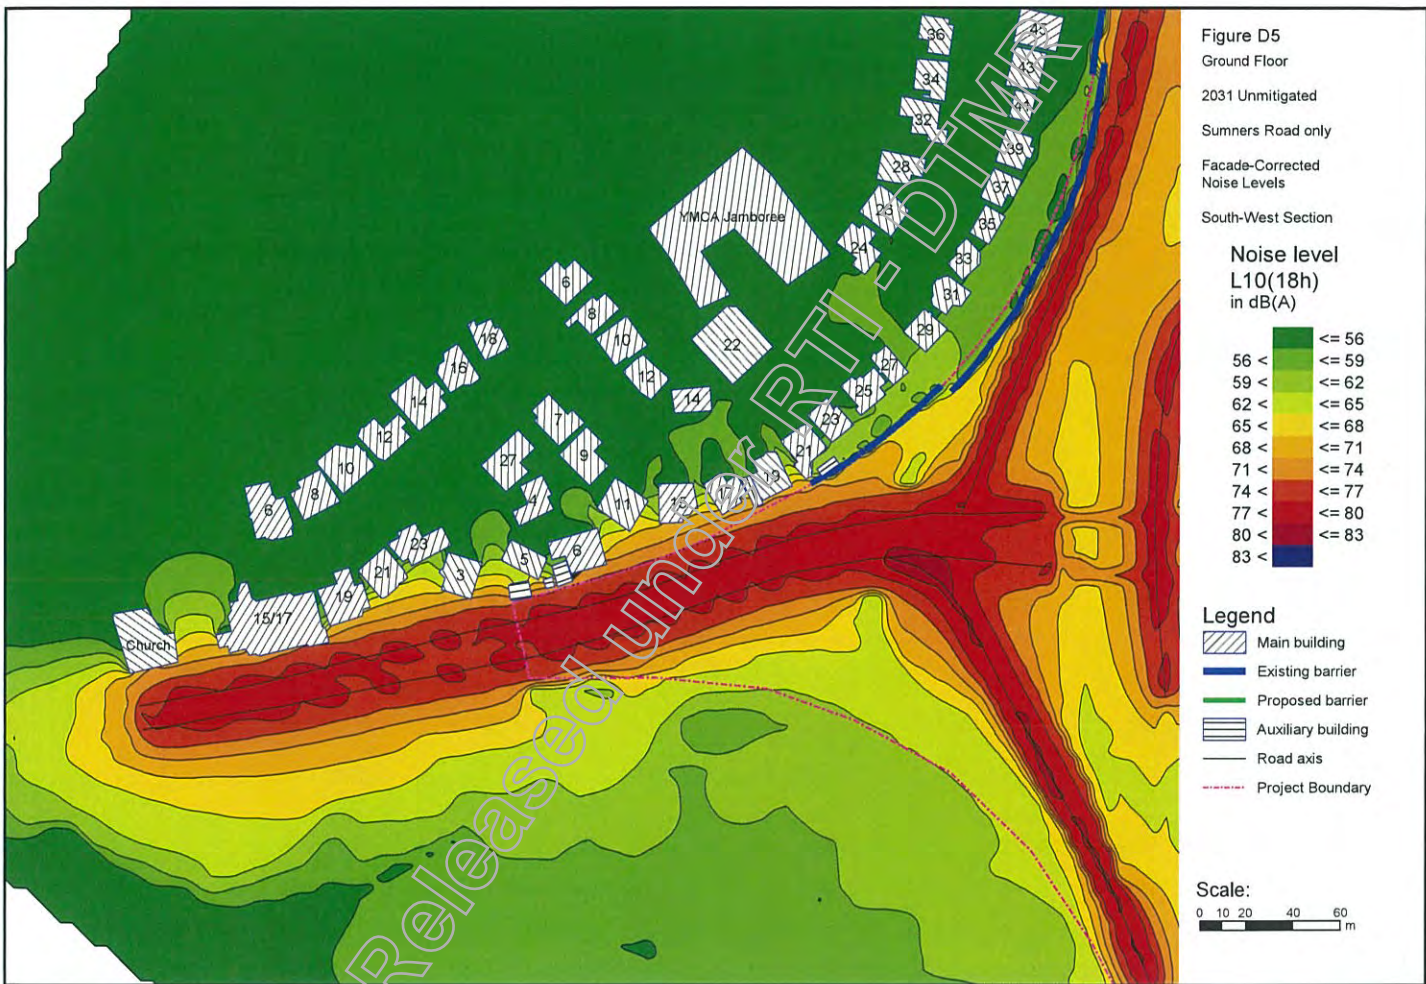 Figure D5
Ground Floor
2031 Unmitigated
Sumners Road only
Facade-Corrected
Noise Levels
South-West Section
Noise level
L10(18h)
in dB(A)
<= 56
56 < <= 59
59 < <= 62
62 < <= 65
65 < <= 68
68 < <= 71
71 < <= 74
74 < <= 77
77 < <= 80
80 < <= 83
83 <
Legend
Main building
Existing barrier
Proposed barrier
Auxiliary building
Road axis
Project Boundary
Scale:
0 10 20 40 60
m
36
34
43
32
41
39
28
37
YMCA Jamboree
35
24
33
6
31
8
29
18
10
22
16
27
12
25
14
14
7
23
12
21
27
9
10
19
8
4
11
6
23
5
6
21
3
19
15/17
Church
Released under RTI - DTMR